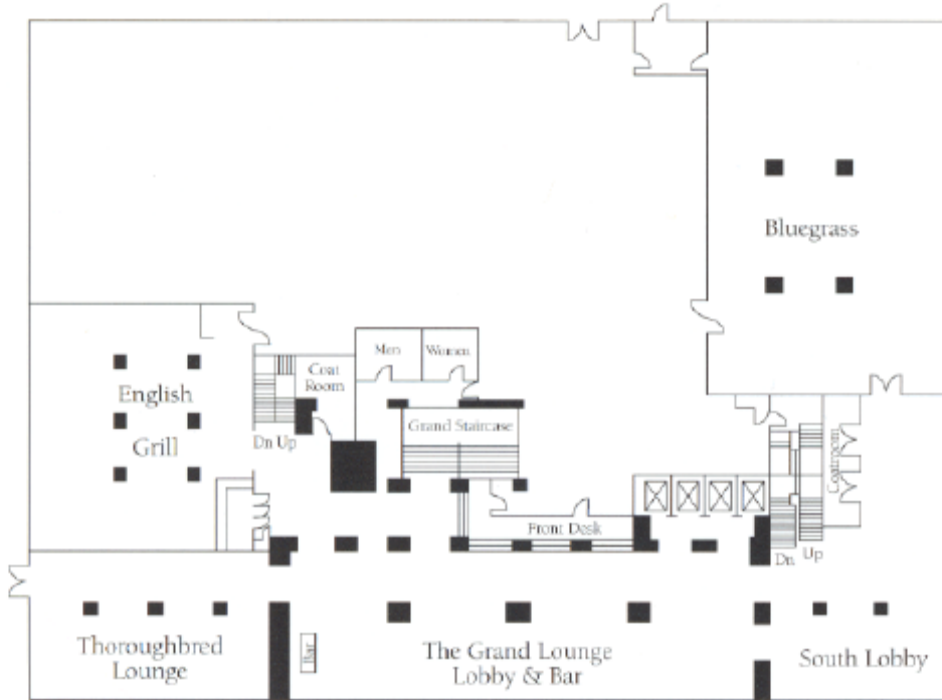 Bluegrass
Men
Women
Coat
Room
English
Grill
Grand Staircase
Dn Up
Coatroom
Front Desk
Dn
Up
Thoroughbred
Lounge
Bar
The Grand Lounge
Lobby & Bar
South Lobby